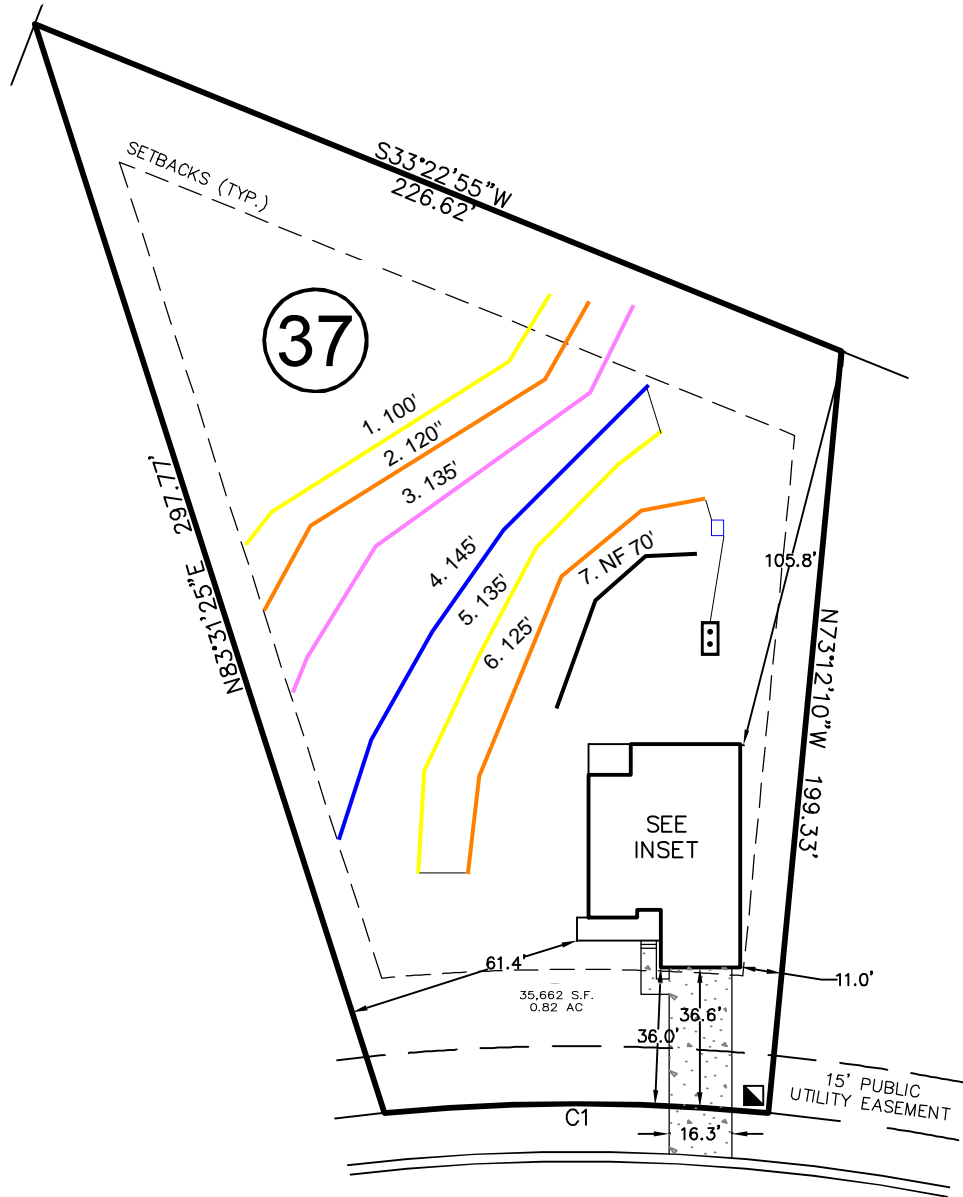 SETBACKS (TYP.)
S33°22'55"W
226.62'
37
1. 100'
2. 120"
3. 135'
4. 145'
5. 135'
6. 125'
7. NF 70'
N83°31'25"E 297.77'
105.8'
N73°12'10"W 199.33'
SEE
INSET
61.4'
11.0'
35,662 S.F.
0.82 AC
36.6'
36.0'
15' PUBLIC
UTILITY EASEMENT
C1
16.3'